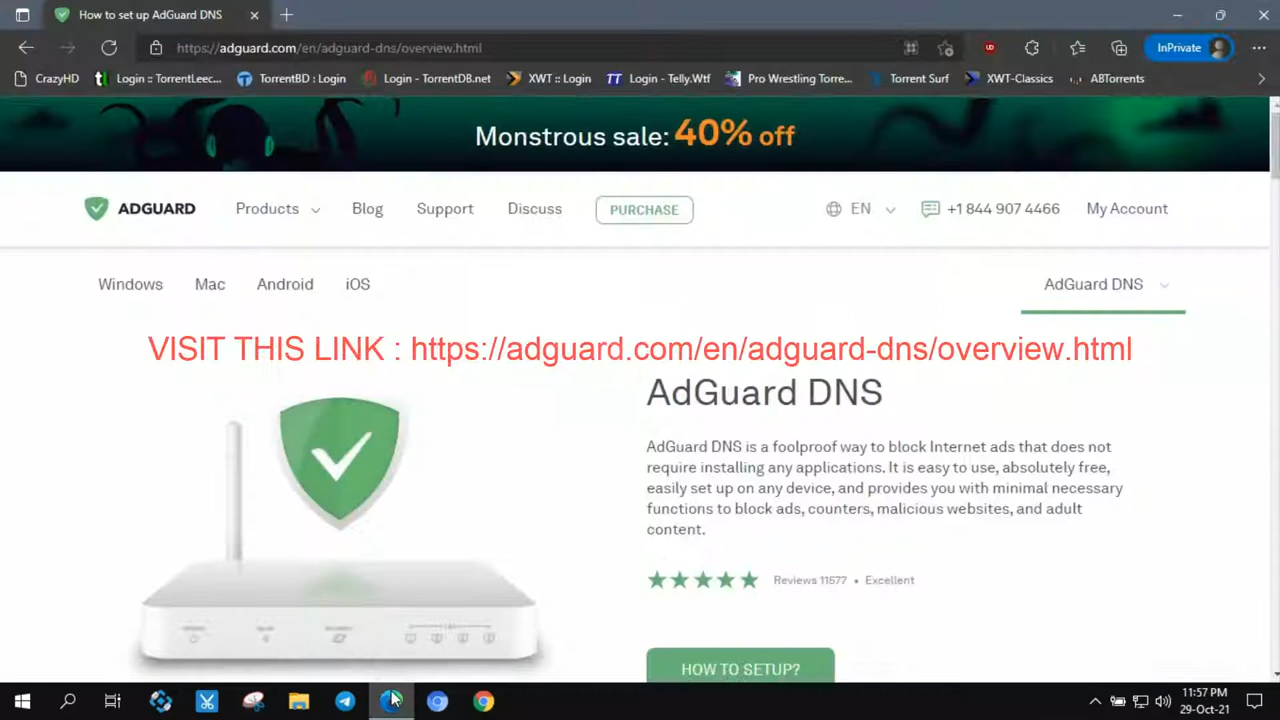 How to set up AdGuard DNS
https://adguard.com/en/adguard-dns/overview.html
InPrivate
CrazyHD
Login :: TorrentLeec...
TorrentBD : Login
Login - TorrentDB.net
XWT :: Login
Login - Telly.Wtf
Pro Wrestling Torre...
Torrent Surf
XWT-Classics
ABTorrents
Monstrous sale: 40% off
ADGUARD
Products
Blog
Support
Discuss
PURCHASE
EN
+1 844 907 4466
My Account
Windows
Mac
Android
iOS
AdGuard DNS
VISIT THIS LINK : https://adguard.com/en/adguard-dns/overview.html
AdGuard DNS
AdGuard DNS is a foolproof way to block Internet ads that does not
require installing any applications. It is easy to use, absolutely free,
easily set up on any device, and provides you with minimal necessary
functions to block ads, counters, malicious websites, and adult
content.
Reviews 11577 • Excellent
HOW TO SETUP?
11:57 PM
29-Oct-21